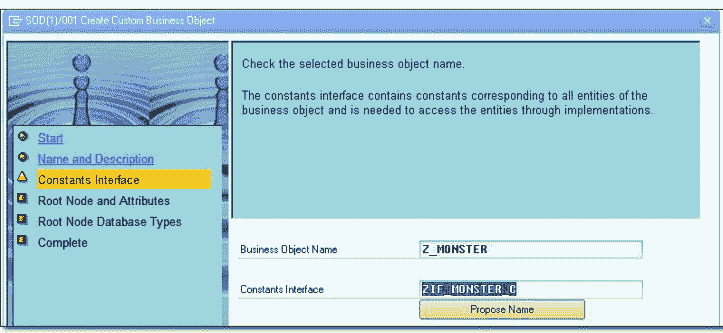 SOD(1)/001 Create Custom Business Object
Check the selected business object name.
The constants interface contains constants corresponding to all entities of the
business object and is needed to access the entities through implementations.
Start
Name and Description
Constants Interface
Root Node and Attributes
Root Node Database Types
Complete
Business Object Name Z_MONSTER
Constants Interface ZIF_MONSTER_C
Propose Name